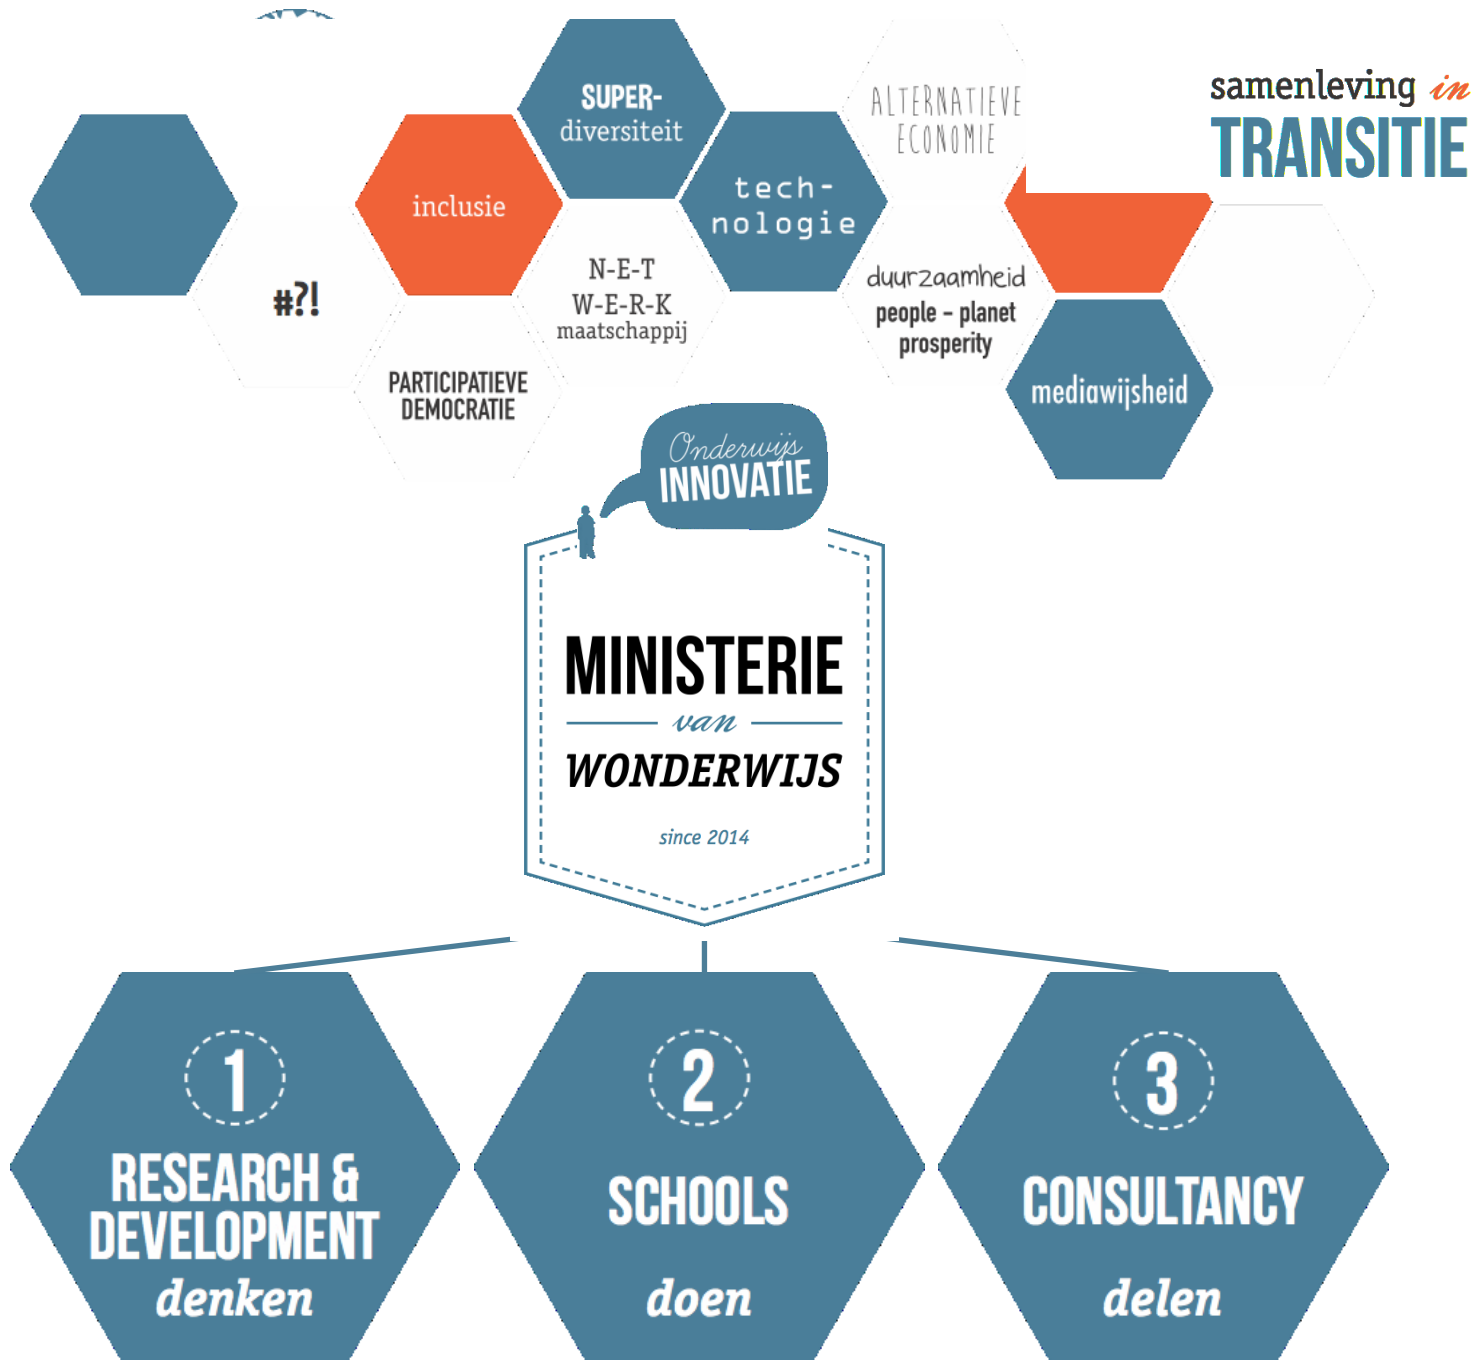 samenleving in
TRANSITIE
SUPER-
diversiteit
ALTERNATIEVE
ECONOMIE
tech-
nologie
inclusie
#?!
N-E-T
W-E-R-K
maatschappij
duurzaamheid
people – planet
prosperity
PARTICIPATIEVE
DEMOCRATIE
mediawijsheid
Onderwijs
INNOVATIE
MINISTERIE
van
WONDERWIJS
since 2014
1
RESEARCH &
DEVELOPMENT
denken
2
SCHOOLS
doen
3
CONSULTANCY
delen